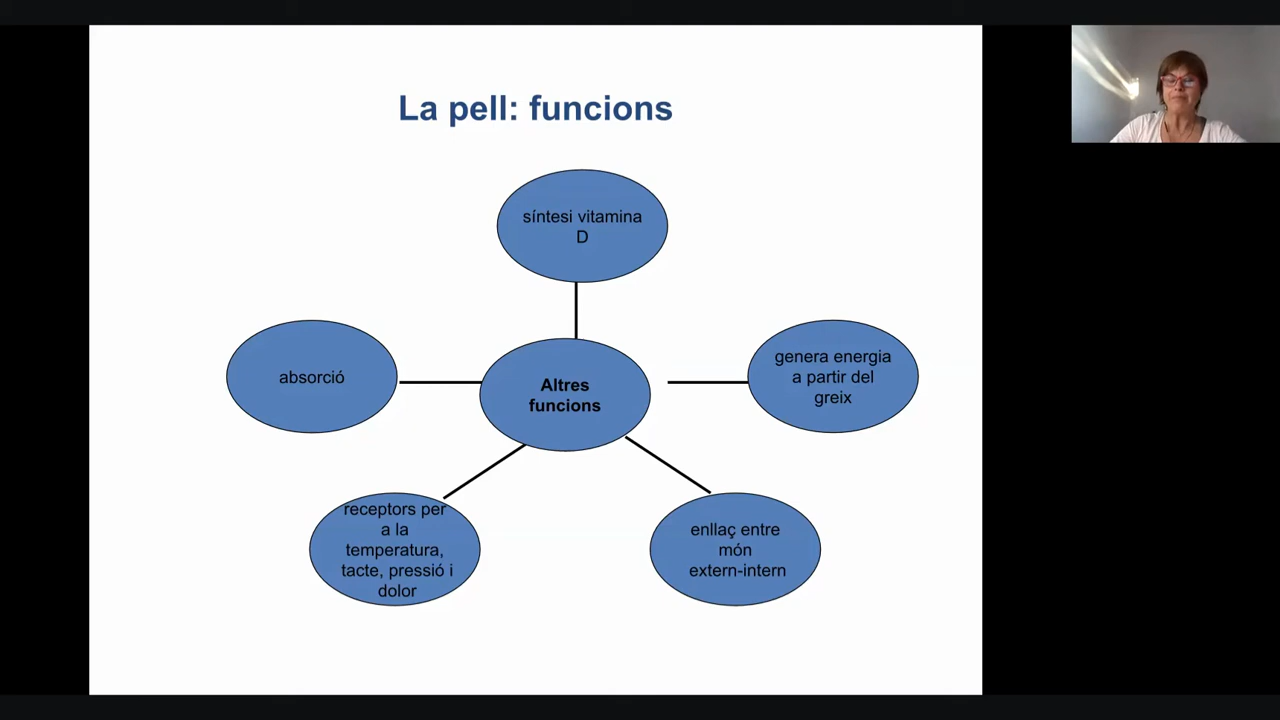 La pell: funcions
síntesi vitamina
D
absorció
Altres
funcions
genera energia
a partir del
greix
receptors per
a la
temperatura,
tacte, pressió i
dolor
enllaç entre
món
extern-intern